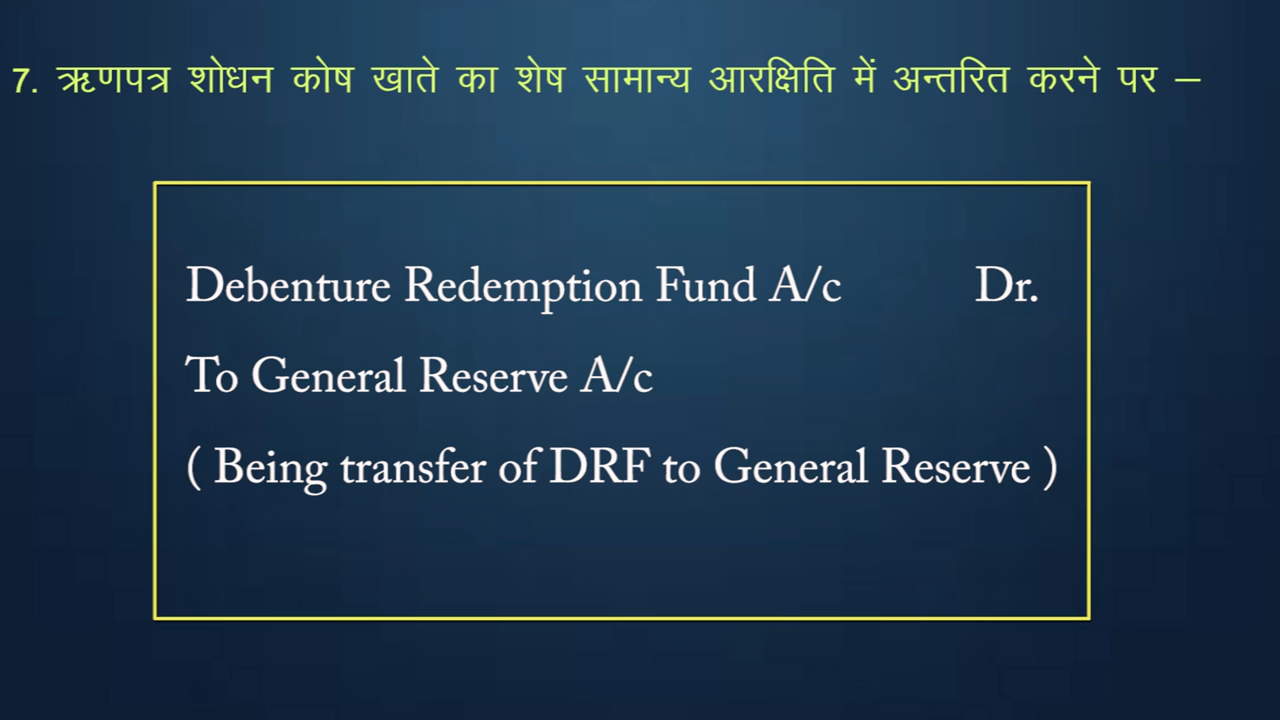 7. ऋणपत्र शोधन कोष खाते का शेष सामान्य आरक्षिति में अन्तरित करने पर –
Debenture Redemption Fund A/c Dr.
To General Reserve A/c
( Being transfer of DRF to General Reserve )